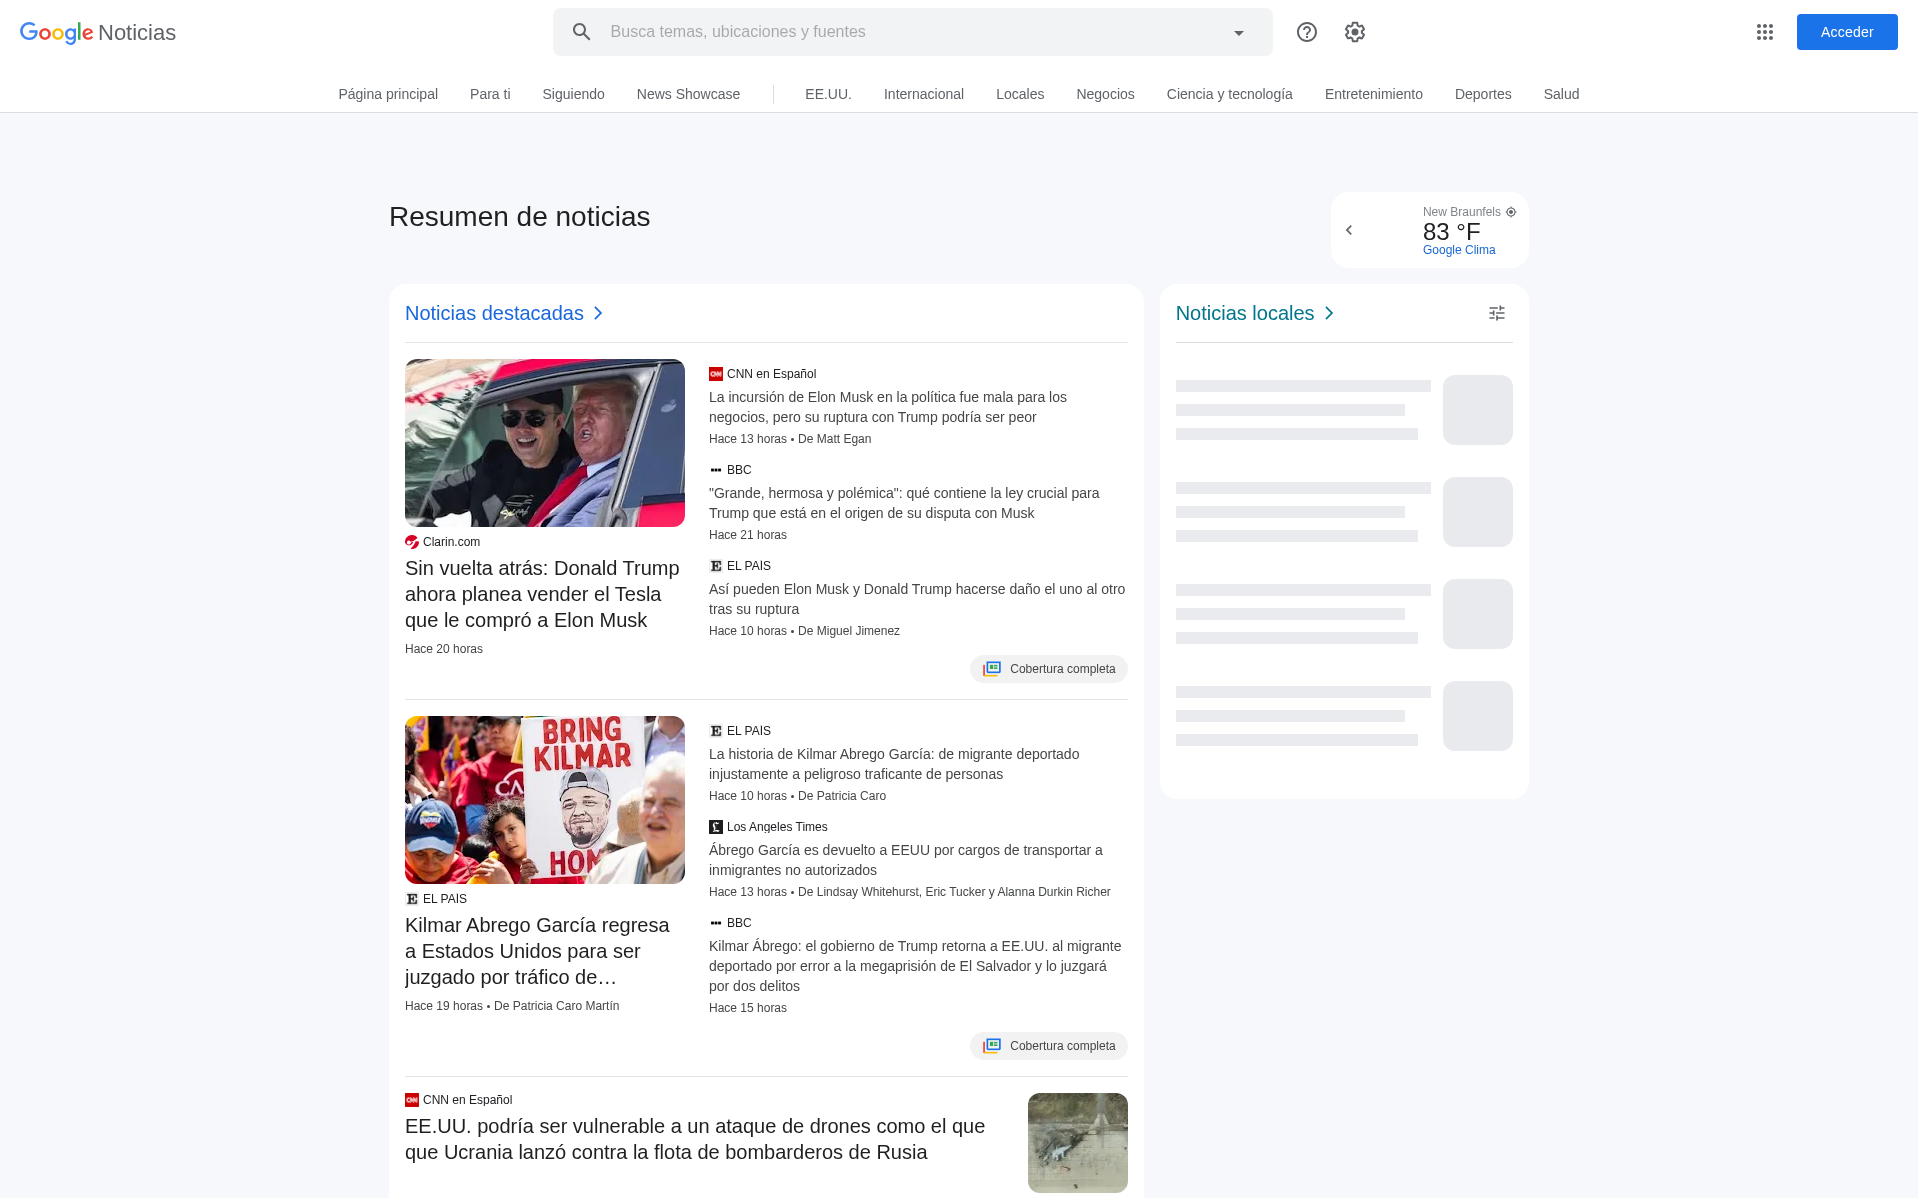 Google Noticias
Busca temas, ubicaciones y fuentes
Acceder
Página principal
Para ti
Siguiendo
News Showcase
EE.UU.
Internacional
Locales
Negocios
Ciencia y tecnología
Entretenimiento
Deportes
Salud
Resumen de noticias
New Braunfels
83 °F
Google Clima
Noticias destacadas
Clarin.com
Sin vuelta atrás: Donald Trump
ahora planea vender el Tesla
que le compró a Elon Musk
Hace 20 horas
CNN en Español
La incursión de Elon Musk en la política fue mala para los
negocios, pero su ruptura con Trump podría ser peor
Hace 13 horas • De Matt Egan
BBC
"Grande, hermosa y polémica": qué contiene la ley crucial para
Trump que está en el origen de su disputa con Musk
Hace 21 horas
EL PAIS
Así pueden Elon Musk y Donald Trump hacerse daño el uno al otro
tras su ruptura
Hace 10 horas • De Miguel Jimenez
Cobertura completa
BRING
KILMAR
HOM
EL PAIS
Kilmar Abrego García regresa
a Estados Unidos para ser
juzgado por tráfico de…
Hace 19 horas • De Patricia Caro Martín
EL PAIS
La historia de Kilmar Abrego García: de migrante deportado
injustamente a peligroso traficante de personas
Hace 10 horas • De Patricia Caro
Los Angeles Times
Ábrego García es devuelto a EEUU por cargos de transportar a
inmigrantes no autorizados
Hace 13 horas • De Lindsay Whitehurst, Eric Tucker y Alanna Durkin Richer
BBC
Kilmar Ábrego: el gobierno de Trump retorna a EE.UU. al migrante
deportado por error a la megaprisión de El Salvador y lo juzgará
por dos delitos
Hace 15 horas
Cobertura completa
CNN en Español
EE.UU. podría ser vulnerable a un ataque de drones como el que
que Ucrania lanzó contra la flota de bombarderos de Rusia
Noticias locales